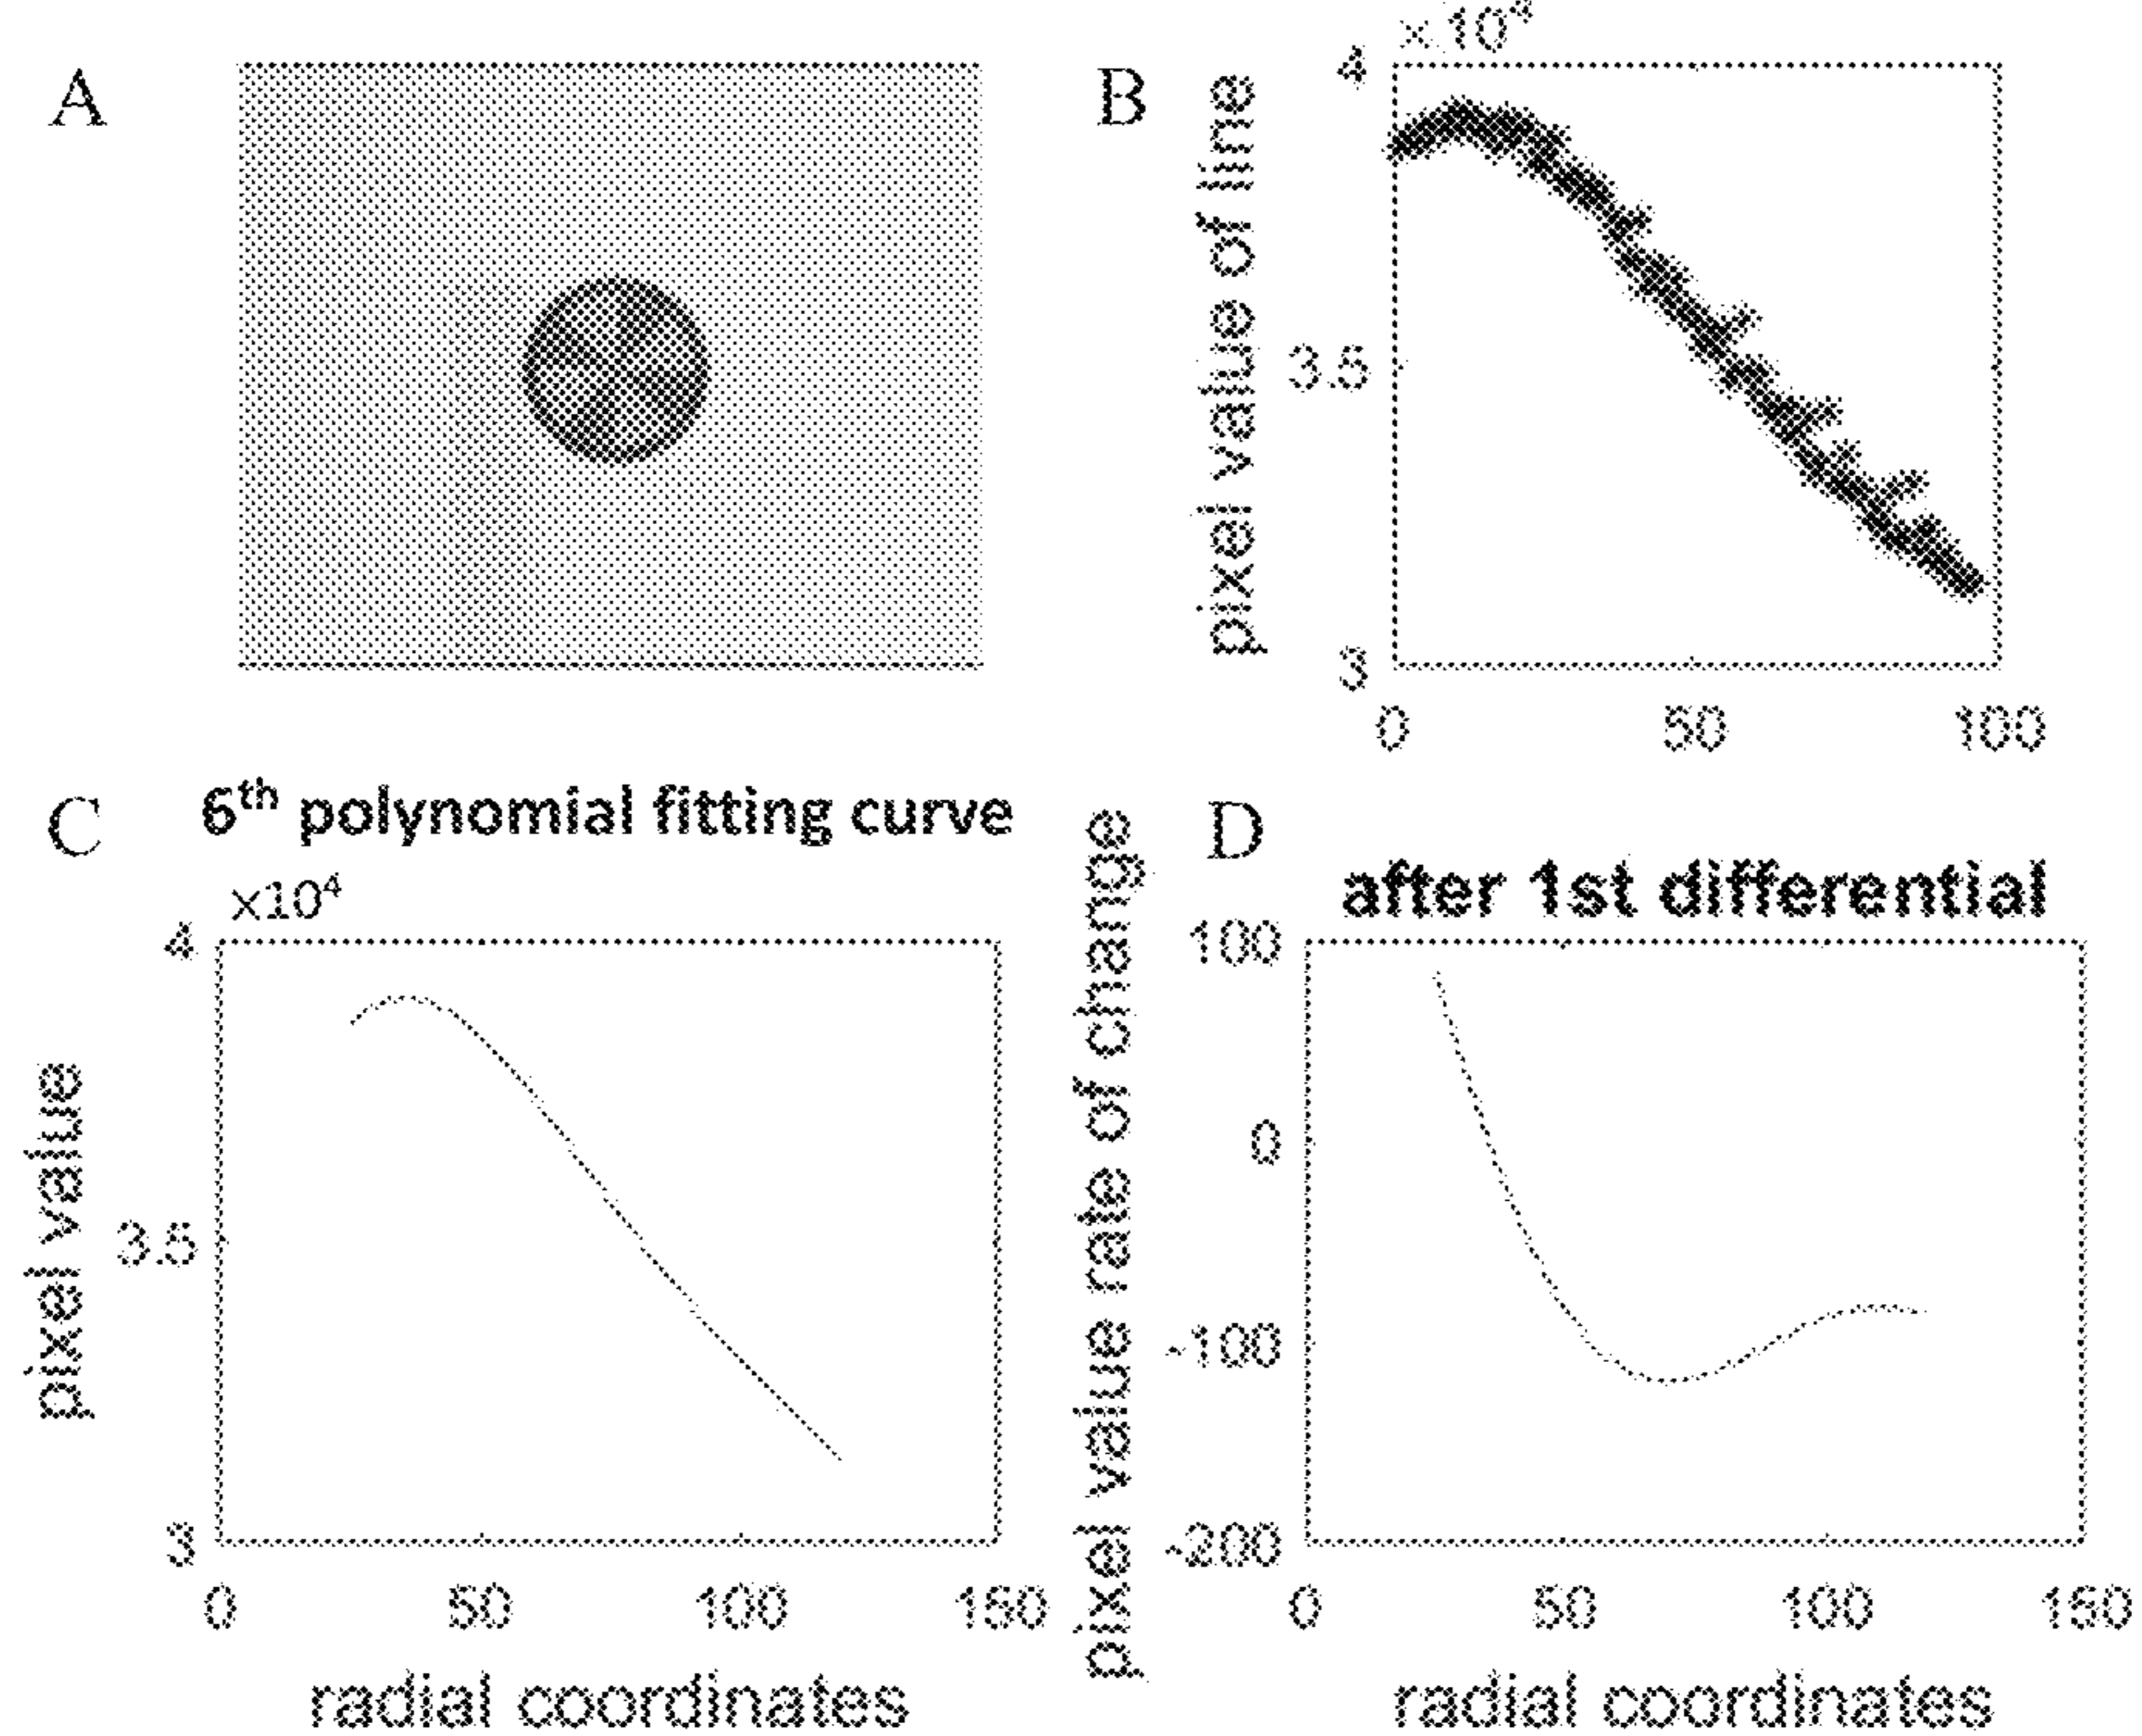 A
B
×10⁴
4
3.5
3
pixel value of line
0 50 100
C
6th polynomial fitting curve
×10⁴
4
3.5
3
pixel value
0 50 100 150
radial coordinates
D
after 1st differential
100
0
-100
-200
pixel value rate of change
0 50 100 150
radial coordinates